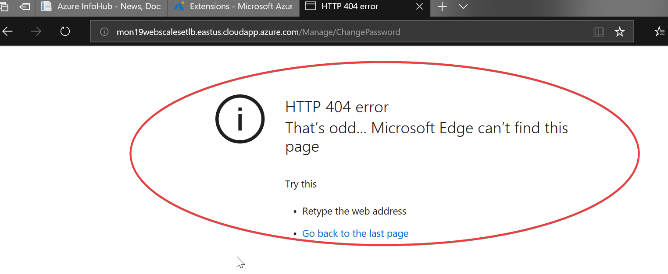 Azure InfoHub - News, Doc
Extensions - Microsoft Azur
HTTP 404 error
mon19webscalesetlb.eastus.cloudapp.azure.com/Manage/ChangePassword
HTTP 404 error
That's odd... Microsoft Edge can't find this
page
Try this
• Retype the web address
• Go back to the last page